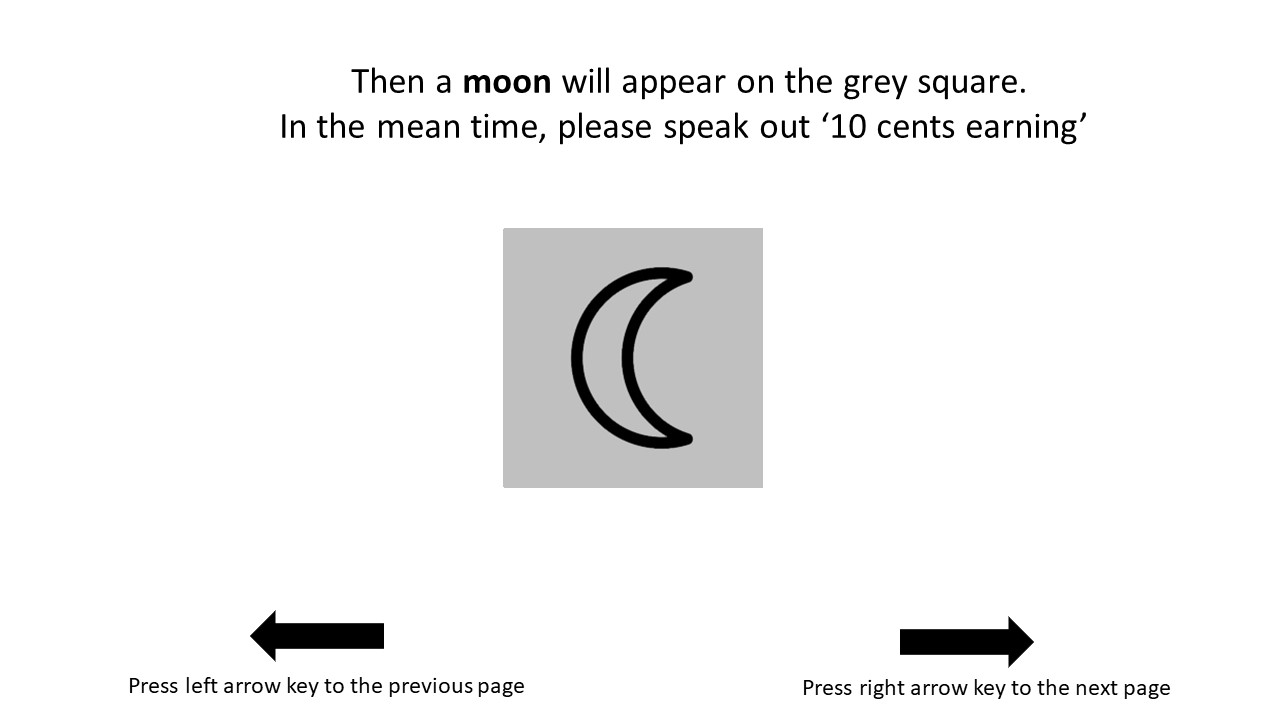 Then a moon will appear on the grey square.
In the mean time, please speak out ‘10 cents earning’
Press left arrow key to the previous page
Press right arrow key to the next page